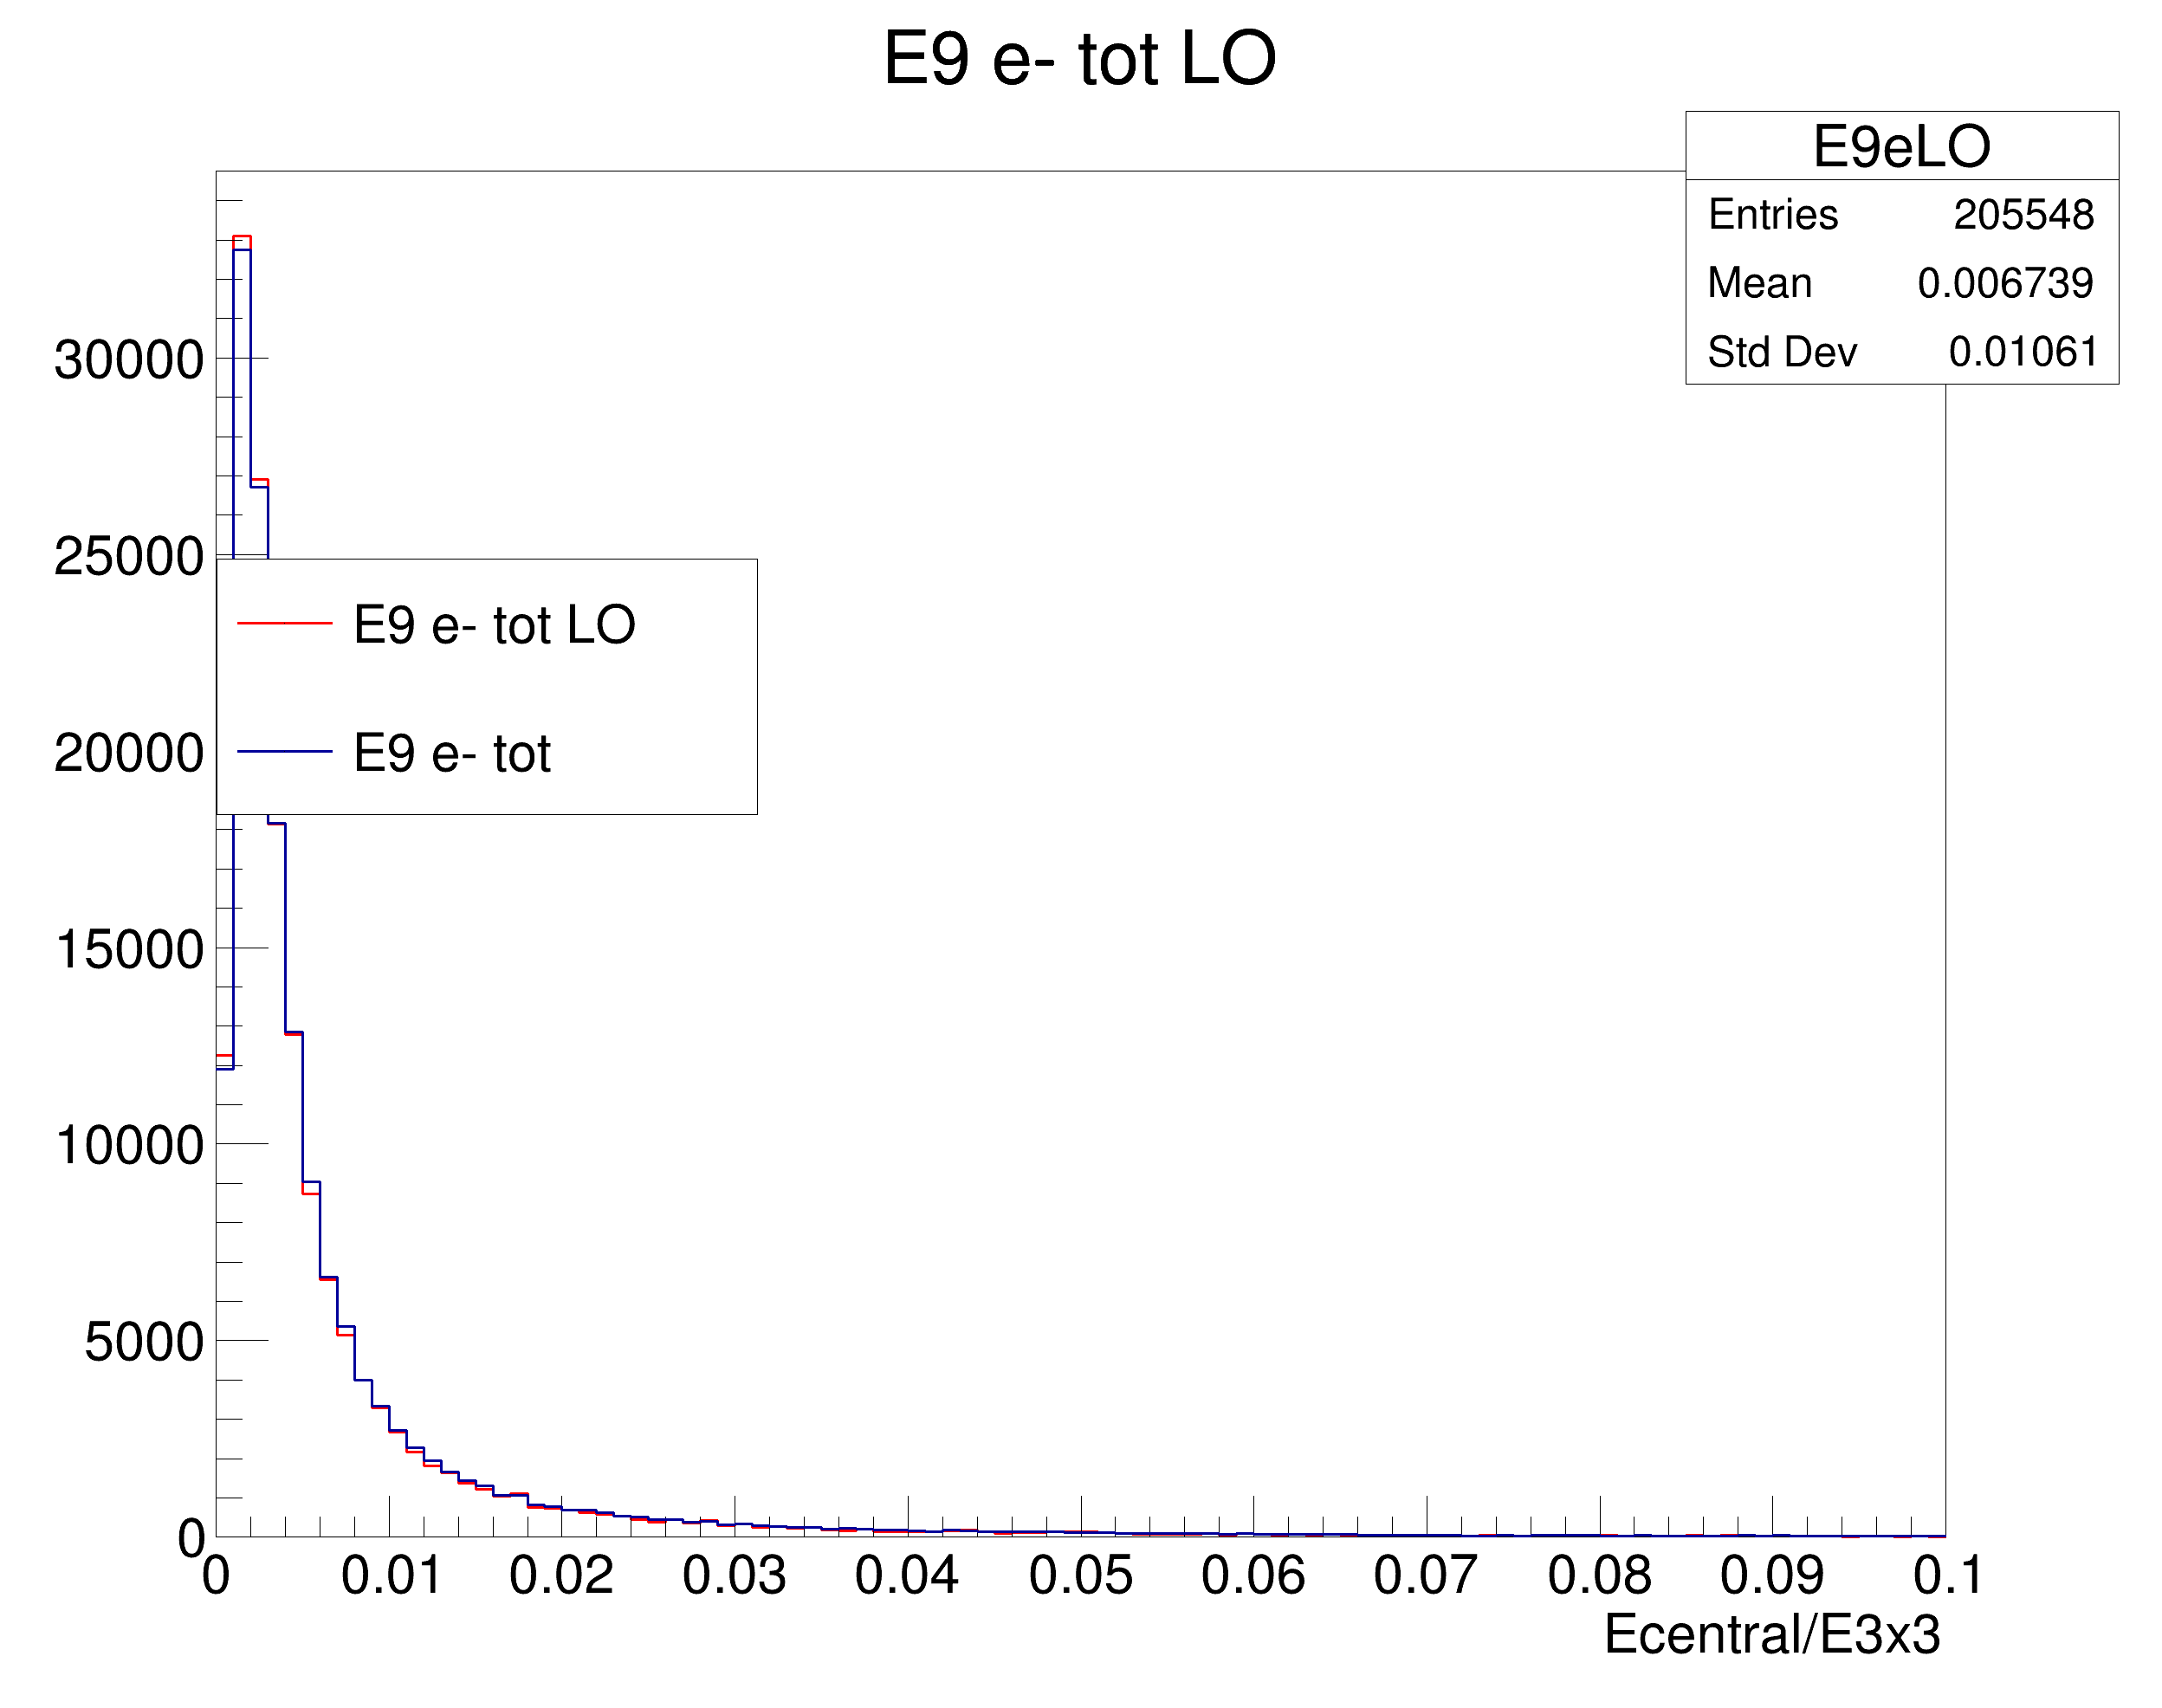 E9 e- tot LO
E9eLO
Entries 205548
Mean 0.006739
Std Dev 0.01061
30000
25000
E9 e- tot LO
20000
E9 e- tot
15000
10000
5000
0
0 0.01 0.02 0.03 0.04 0.05 0.06 0.07 0.08 0.09 0.1
Ecentral/E3x3